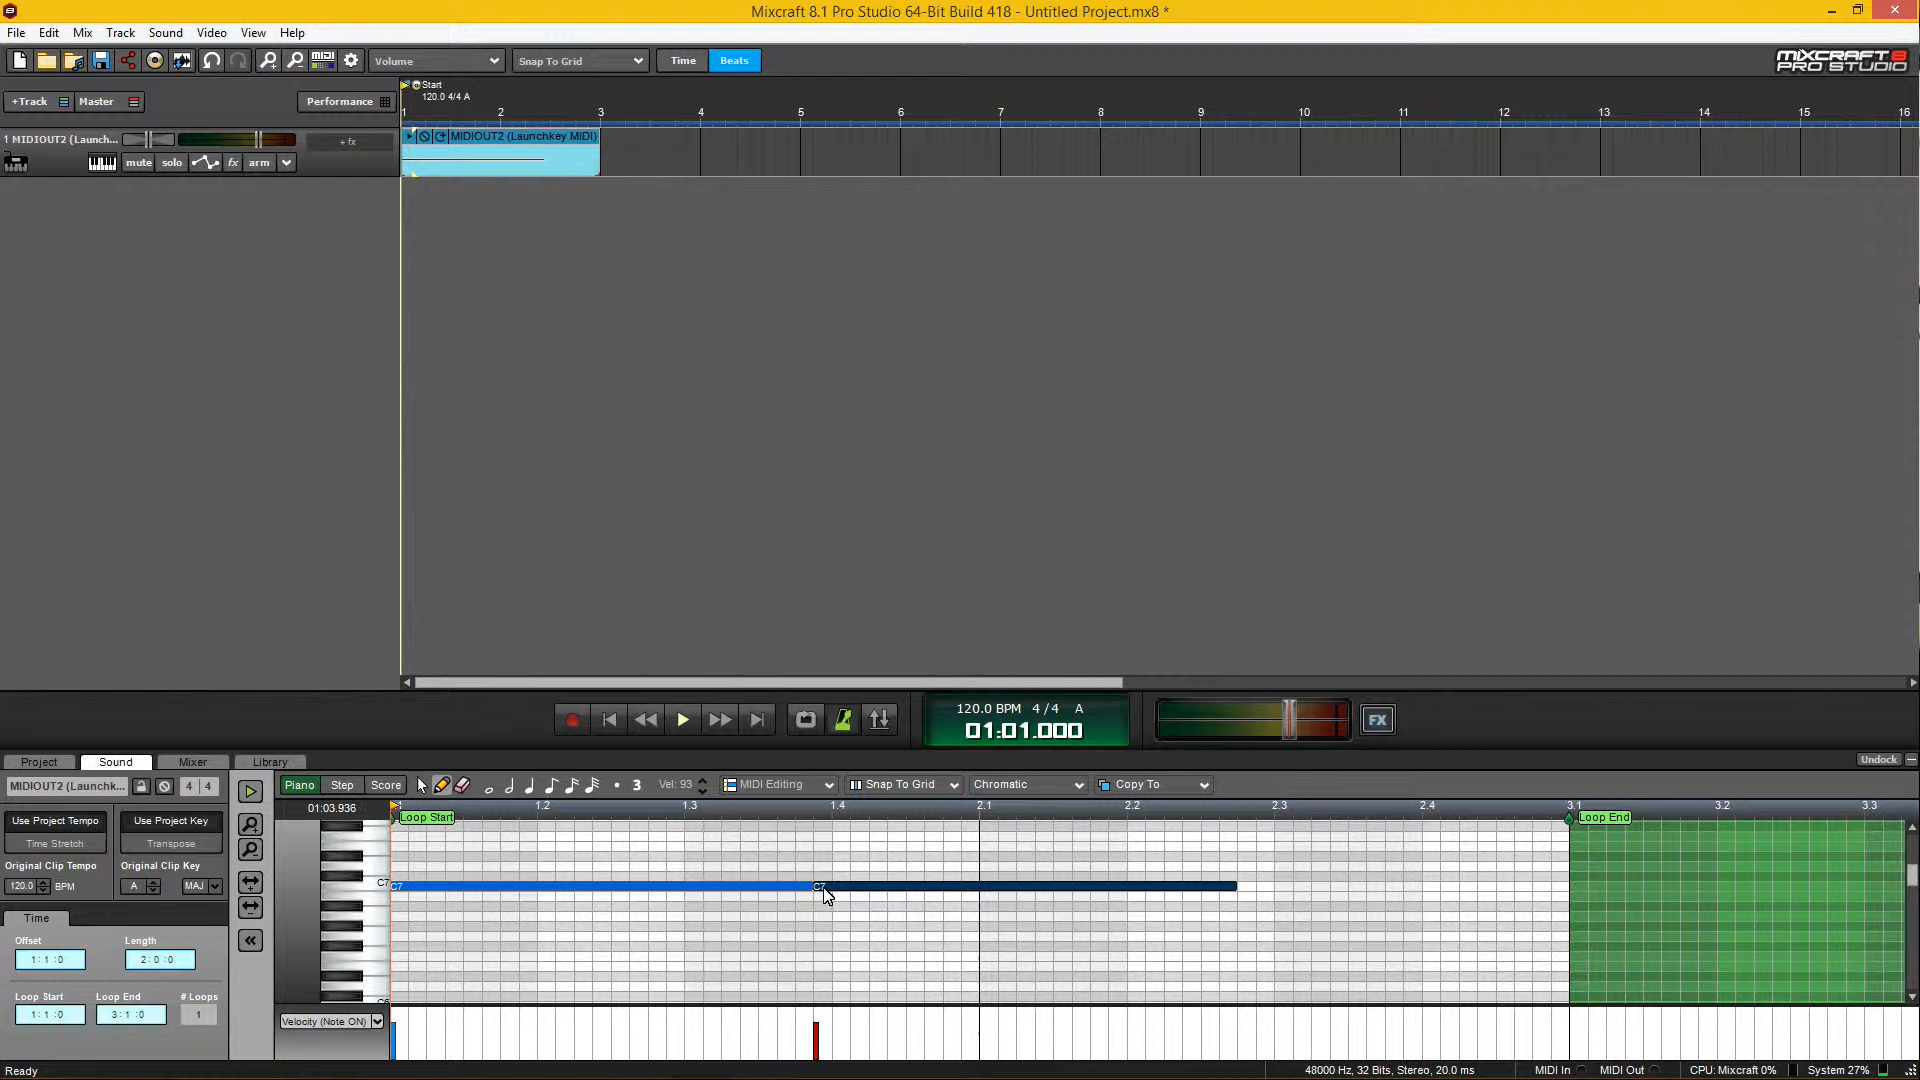 Mixcraft 8.1 Pro Studio 64-Bit Build 418 - Untitled Project.mx8 *
File Edit Mix Track Sound Video View Help
midi Volume Snap To Grid Time Beats MIXCRAFT 8 PRO STUDIO
+Track Master Performance
Start
120.0 4/4 A
1 2 3 4 5 6 7 8 9 10 11 12 13 14 15 16
1 MIDIOUT2 (Launch... + fx MIDIOUT2 (Launchkey MIDI)
mute solo fx arm
120.0 BPM 4/4 A
01:01.000
FX
Project Sound Mixer Library Undock
MIDIOUT2 (Launchk... 4 4 Piano Step Score 3 Vel: 93 MIDI Editing Snap To Grid Chromatic Copy To
01:03.936 1.2 1.3 1.4 2.1 2.2 2.3 2.4 3.1 3.2 3.3
Loop Start Loop End
Use Project Tempo Use Project Key
Time Stretch Transpose
Original Clip Tempo Original Clip Key
120.0 BPM A MAJ
C7 C7 C7
Time
Offset Length
1: 1: :0 2: 0: :0
Loop Start Loop End # Loops
1: 1: :0 3: 1: :0 1
C6
Velocity (Note ON)
Ready 48000 Hz, 32 Bits, Stereo, 20.0 ms MIDI In MIDI Out CPU: Mixcraft 0% System 27%